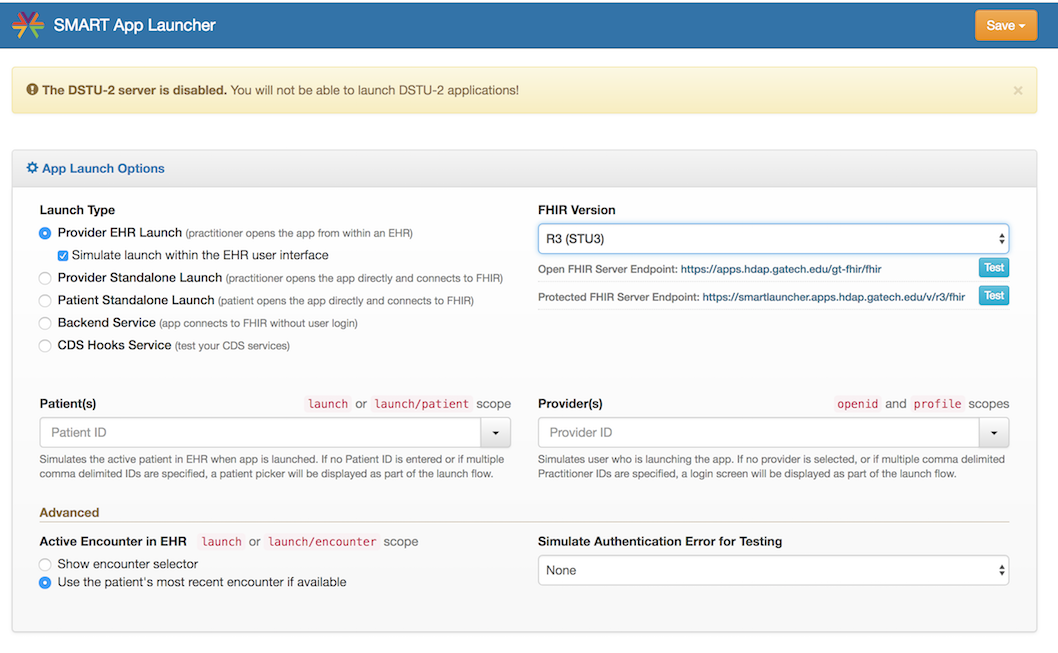 SMART App Launcher
Save
The DSTU-2 server is disabled. You will not be able to launch DSTU-2 applications!
×
App Launch Options
Launch Type
Provider EHR Launch (practitioner opens the app from within an EHR)
Simulate launch within the EHR user interface
Provider Standalone Launch (practitioner opens the app directly and connects to FHIR)
Patient Standalone Launch (patient opens the app directly and connects to FHIR)
Backend Service (app connects to FHIR without user login)
CDS Hooks Service (test your CDS services)
FHIR Version
R3 (STU3)
Open FHIR Server Endpoint: https://apps.hdap.gatech.edu/gt-fhir/fhir
Test
Protected FHIR Server Endpoint: https://smartlauncher.apps.hdap.gatech.edu/v/r3/fhir
Test
Patient(s) launch or launch/patient scope
Patient ID
Simulates the active patient in EHR when app is launched. If no Patient ID is entered or if multiple
comma delimited IDs are specified, a patient picker will be displayed as part of the launch flow.
Provider(s) openid and profile scopes
Provider ID
Simulates user who is launching the app. If no provider is selected, or if multiple comma delimited
Practitioner IDs are specified, a login screen will be displayed as part of the launch flow.
Advanced
Active Encounter in EHR launch or launch/encounter scope
Show encounter selector
Use the patient's most recent encounter if available
Simulate Authentication Error for Testing
None